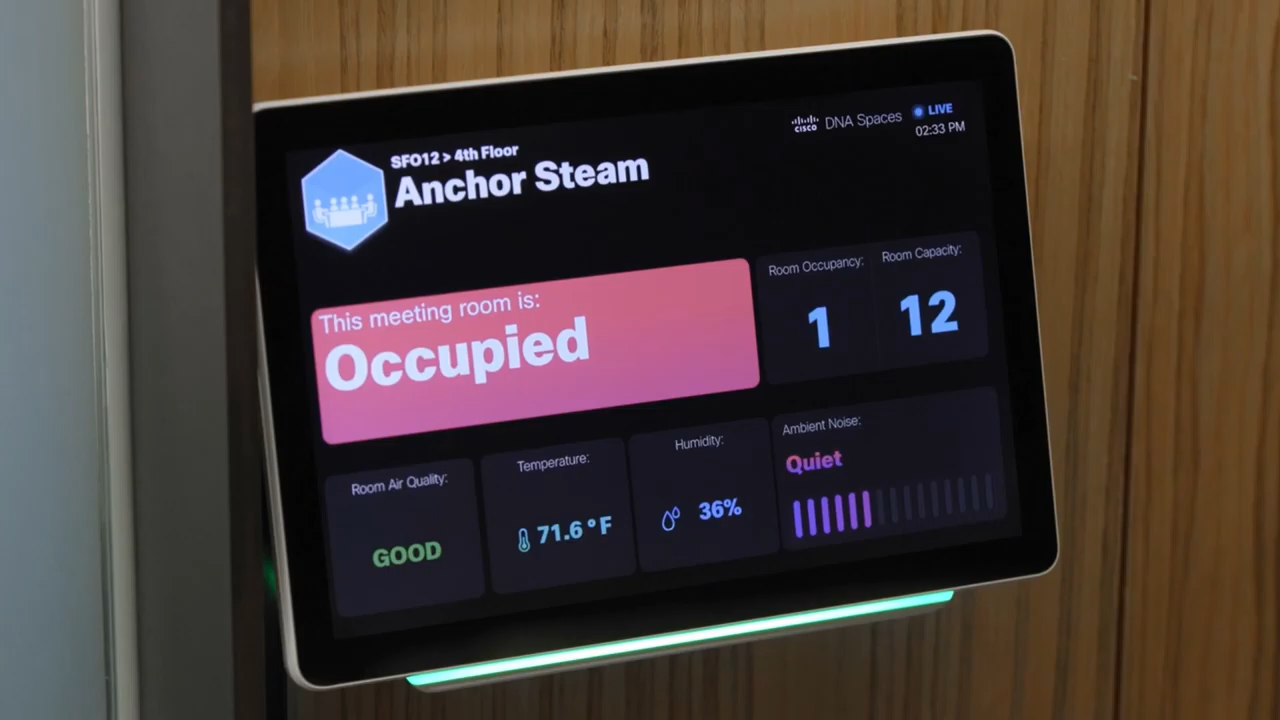 SFO12 > 4th Floor
Anchor Steam
CISCO DNA Spaces
LIVE
02:33 PM
This meeting room is:
Occupied
Room Occupancy:
1
Room Capacity:
12
Room Air Quality:
GOOD
Temperature:
71.6°F
Humidity:
36%
Ambient Noise:
Quiet